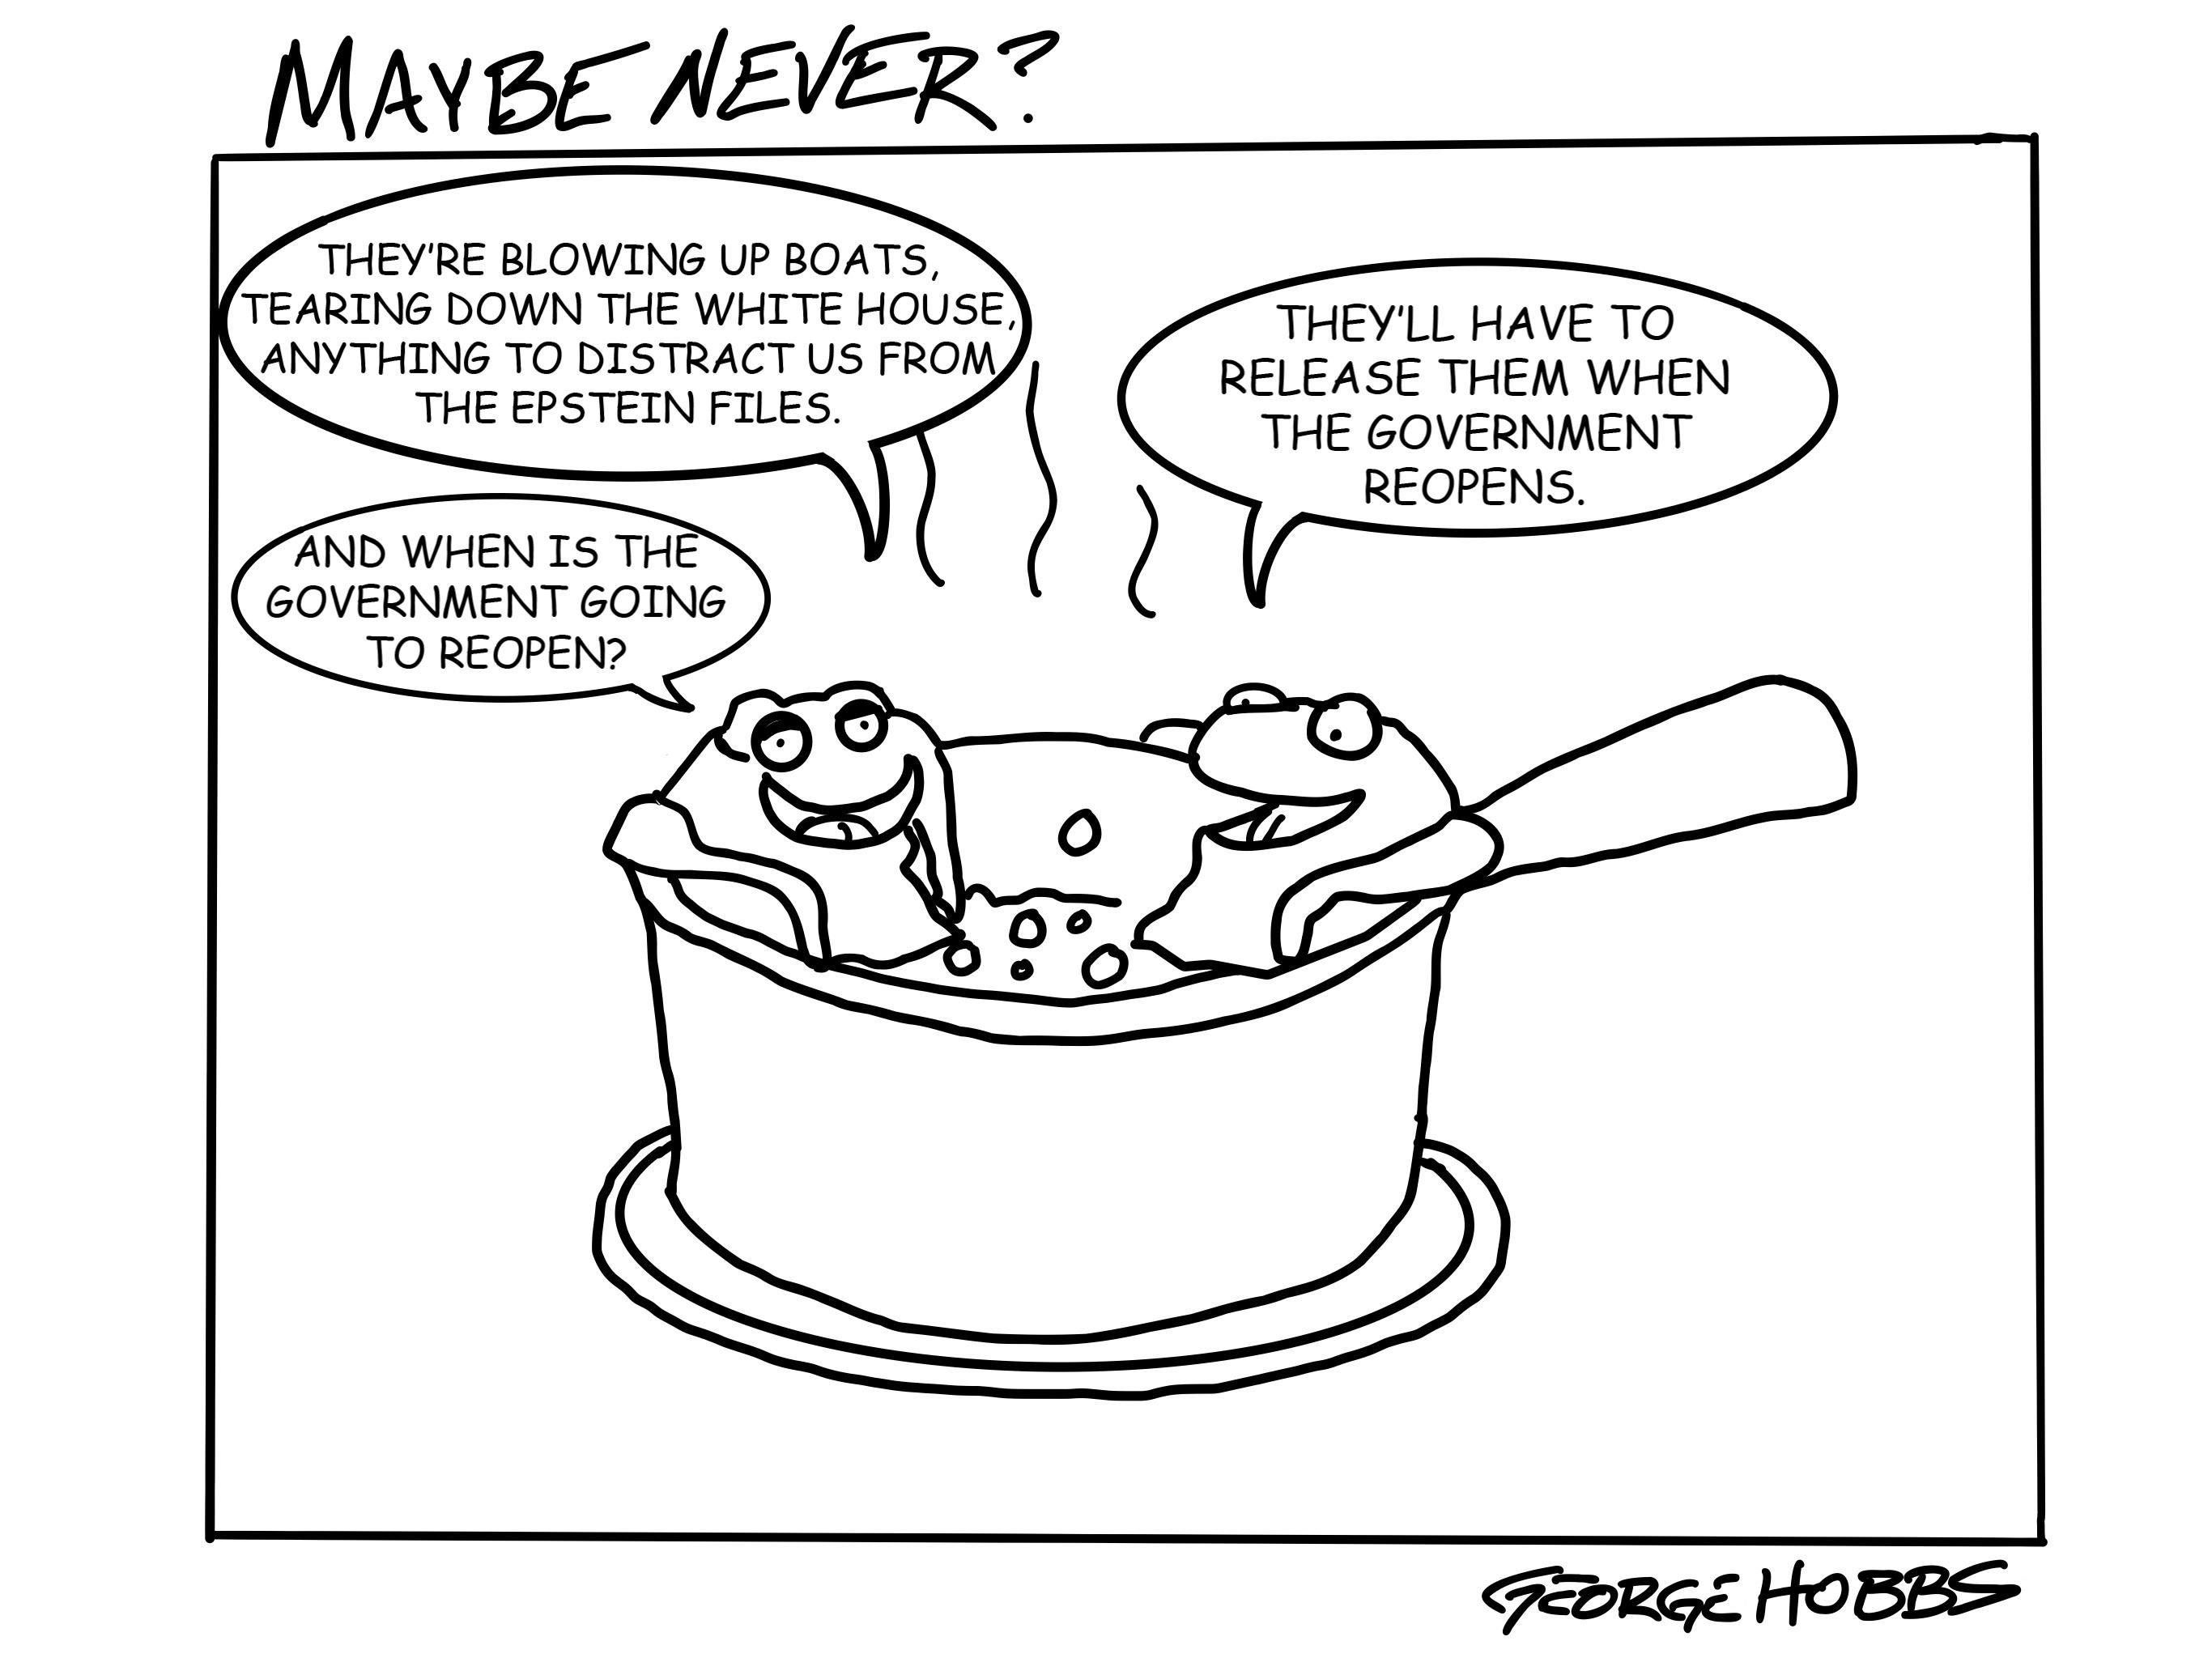 MAYBE NEVER?
THEY'RE BLOWING UP BOATS,
TEARING DOWN THE WHITE HOUSE,
ANYTHING TO DISTRACT US FROM
THE EPSTEIN FILES.
THEY'LL HAVE TO
RELEASE THEM WHEN
THE GOVERNMENT
REOPENS.
AND WHEN IS THE
GOVERNMENT GOING
TO REOPEN?
GEORGE HOBBS